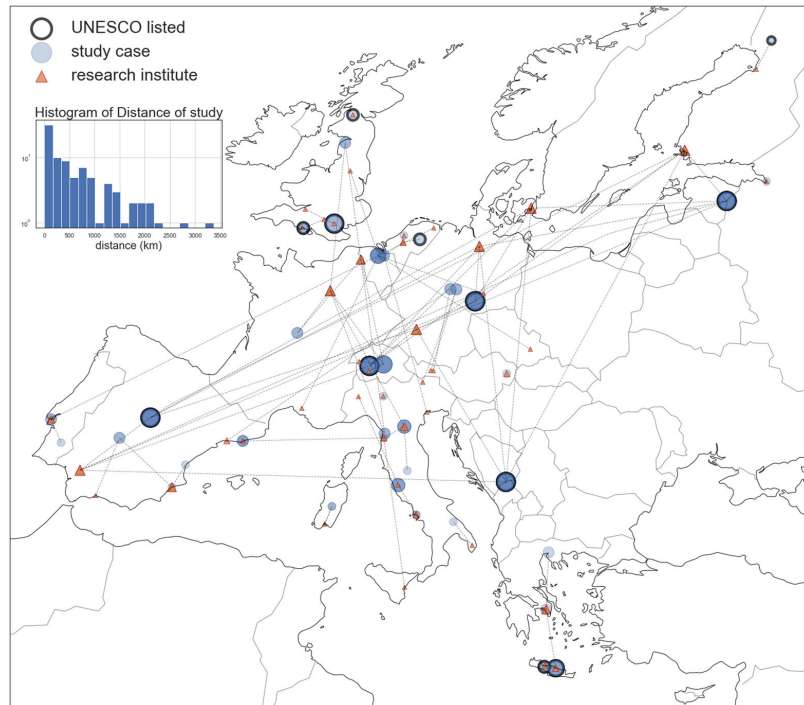 UNESCO listed
study case
research institute
Histogram of Distance of study
10¹
10⁰
0 500 1000 1500 2000 2500 3000 3500
distance (km)